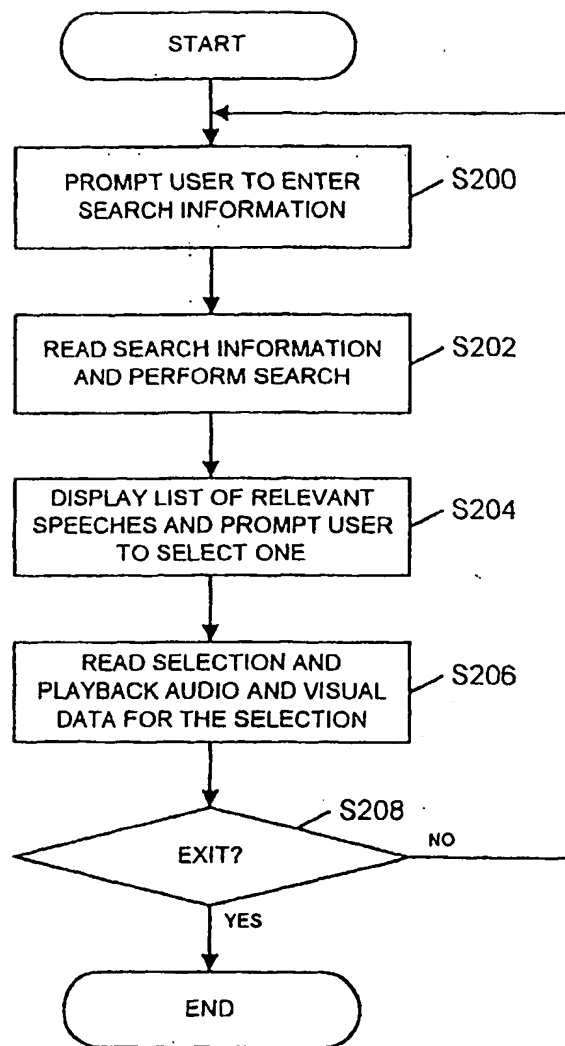 START
PROMPT USER TO ENTER
SEARCH INFORMATION
S200
READ SEARCH INFORMATION
AND PERFORM SEARCH
S202
DISPLAY LIST OF RELEVANT
SPEECHES AND PROMPT USER
TO SELECT ONE
S204
READ SELECTION AND
PLAYBACK AUDIO AND VISUAL
DATA FOR THE SELECTION
S206
S208
EXIT?
NO
YES
END